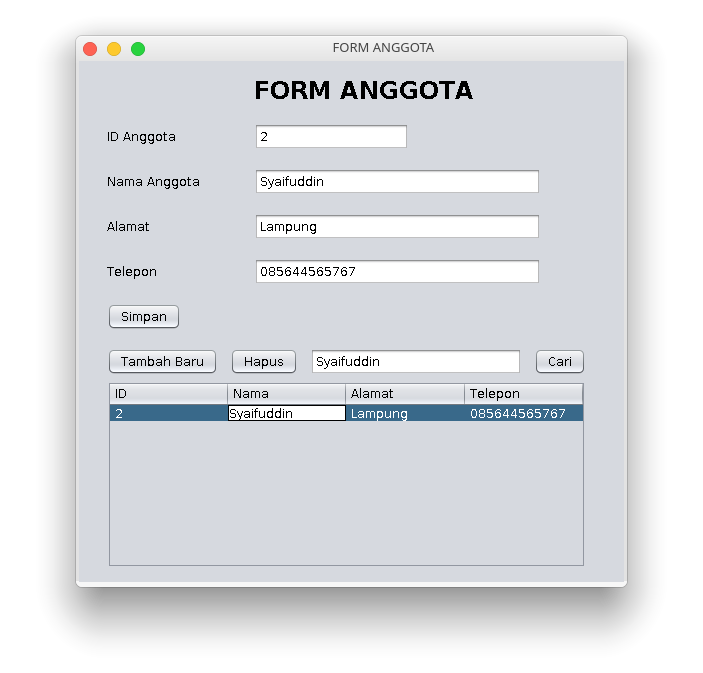 FORM ANGGOTA
FORM ANGGOTA
ID Anggota 2
Nama Anggota Syaifuddin
Alamat Lampung
Telepon 085644565767
Simpan
Tambah Baru Hapus Syaifuddin Cari
ID Nama Alamat Telepon
2 Syaifuddin Lampung 085644565767